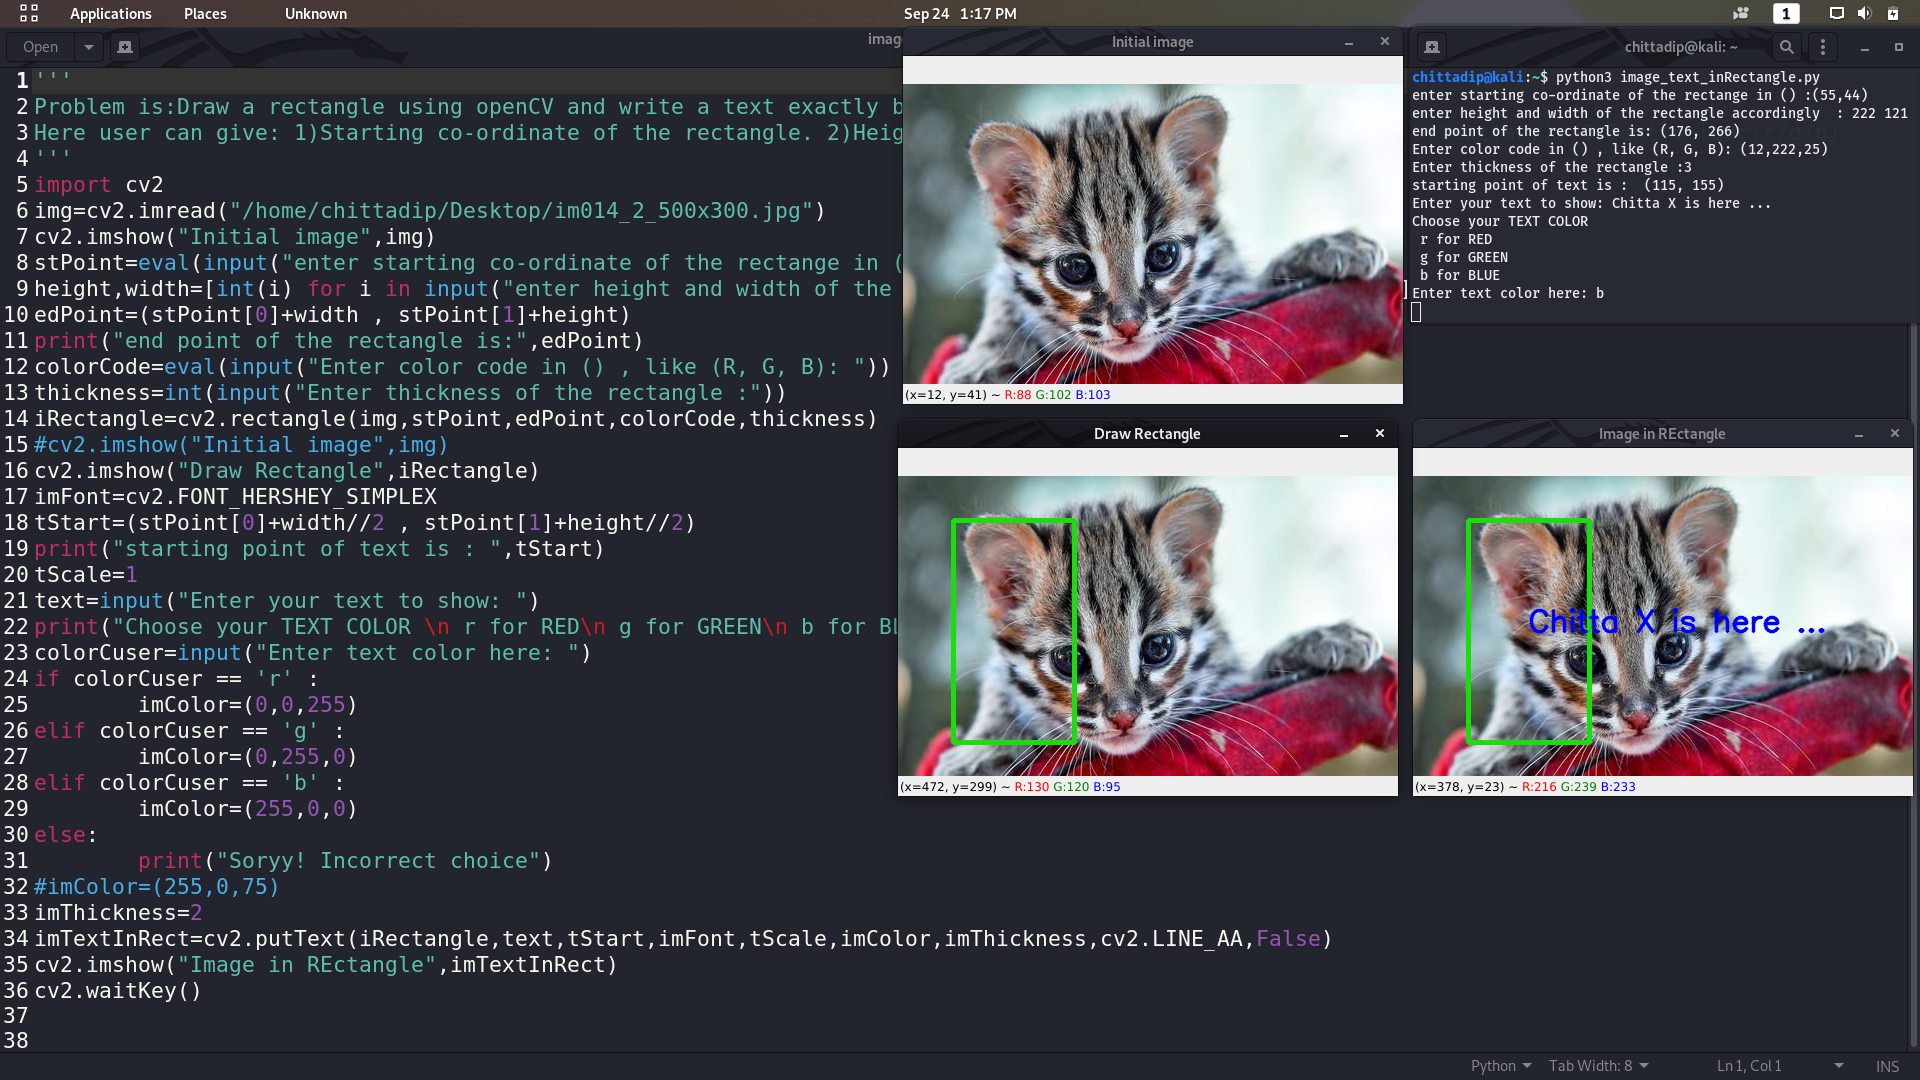 Applications Places Unknown Sep 24 1:17 PM 1
Open imag
1 '''
2 Problem is:Draw a rectangle using openCV and write a text exactly b
3 Here user can give: 1)Starting co-ordinate of the rectangle. 2)Heig
4 '''
5 import cv2
6 img=cv2.imread("/home/chittadip/Desktop/im014_2_500x300.jpg")
7 cv2.imshow("Initial image",img)
8 stPoint=eval(input("enter starting co-ordinate of the rectange in (
9 height,width=[int(i) for i in input("enter height and width of the
10 edPoint=(stPoint[0]+width , stPoint[1]+height)
11 print("end point of the rectangle is:",edPoint)
12 colorCode=eval(input("Enter color code in () , like (R, G, B): "))
13 thickness=int(input("Enter thickness of the rectangle :"))
14 iRectangle=cv2.rectangle(img,stPoint,edPoint,colorCode,thickness)
15 #cv2.imshow("Initial image",img)
16 cv2.imshow("Draw Rectangle",iRectangle)
17 imFont=cv2.FONT_HERSHEY_SIMPLEX
18 tStart=(stPoint[0]+width//2 , stPoint[1]+height//2)
19 print("starting point of text is : ",tStart)
20 tScale=1
21 text=input("Enter your text to show: ")
22 print("Choose your TEXT COLOR \n r for RED\n g for GREEN\n b for BL
23 colorCuser=input("Enter text color here: ")
24 if colorCuser == 'r' :
25 imColor=(0,0,255)
26 elif colorCuser == 'g' :
27 imColor=(0,255,0)
28 elif colorCuser == 'b' :
29 imColor=(255,0,0)
30 else:
31 print("Soryy! Incorrect choice")
32 #imColor=(255,0,75)
33 imThickness=2
34 imTextInRect=cv2.putText(iRectangle,text,tStart,imFont,tScale,imColor,imThickness,cv2.LINE_AA,False)
35 cv2.imshow("Image in REctangle",imTextInRect)
36 cv2.waitKey()
37
38
Initial image
(x=12, y=41) ~ R:88 G:102 B:103
]
chittadip@kali: ~
chittadip@kali:~$ python3 image_text_inRectangle.py
enter starting co-ordinate of the rectange in () :(55,44)
enter height and width of the rectangle accordingly  : 222 121
end point of the rectangle is: (176, 266)
Enter color code in () , like (R, G, B): (12,222,25)
Enter thickness of the rectangle :3
starting point of text is :  (115, 155)
Enter your text to show: Chitta X is here ...
Choose your TEXT COLOR
r for RED
g for GREEN
b for BLUE
Enter text color here: b
Draw Rectangle
(x=472, y=299) ~ R:130 G:120 B:95
Image in REctangle
Chitta X is here ...
(x=378, y=23) ~ R:216 G:239 B:233
Python Tab Width: 8 Ln 1, Col 1 INS